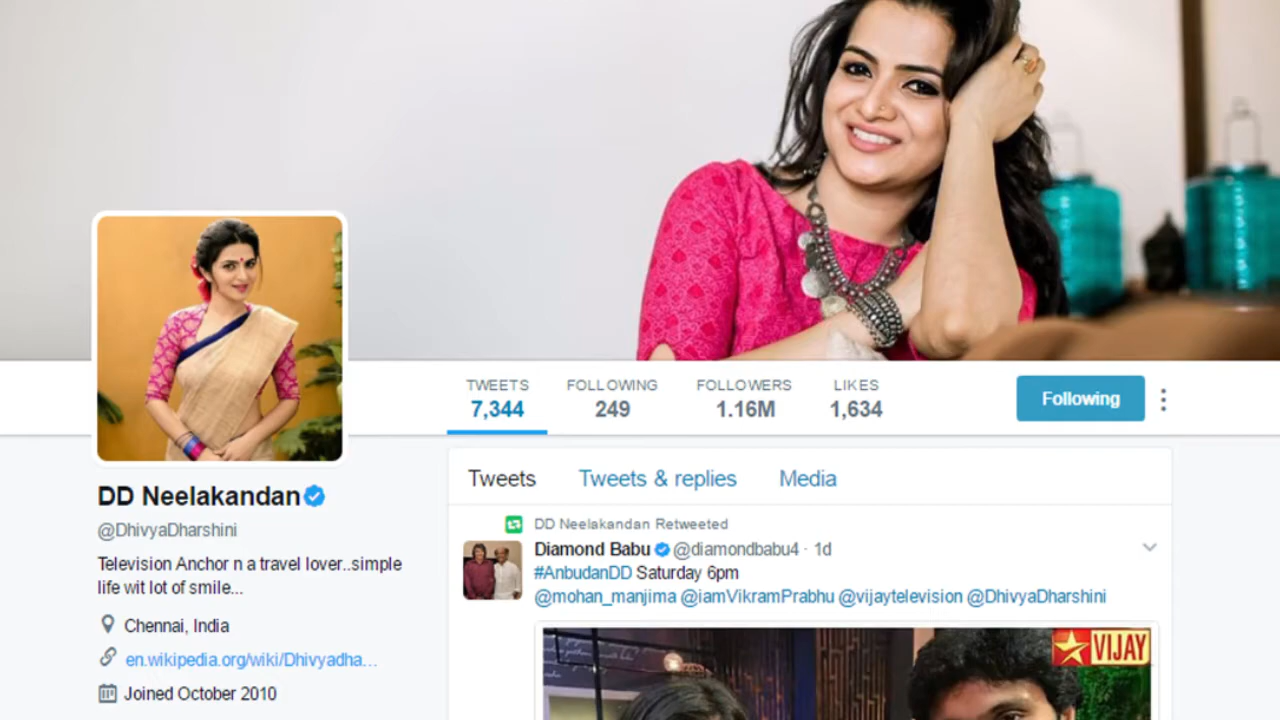 TWEETS
7,344
FOLLOWING
249
FOLLOWERS
1.16M
LIKES
1,634
Following
DD Neelakandan
@DhivyaDharshini
Television Anchor n a travel lover..simple
life wit lot of smile...
Chennai, India
en.wikipedia.org/wiki/Dhivyadha...
Joined October 2010
Tweets
Tweets & replies
Media
DD Neelakandan Retweeted
Diamond Babu @diamondbabu4 · 1d
#AnbudanDD Saturday 6pm
@mohan_manjima @iamVikramPrabhu @vijaytelevision @DhivyaDharshini
VIJAY